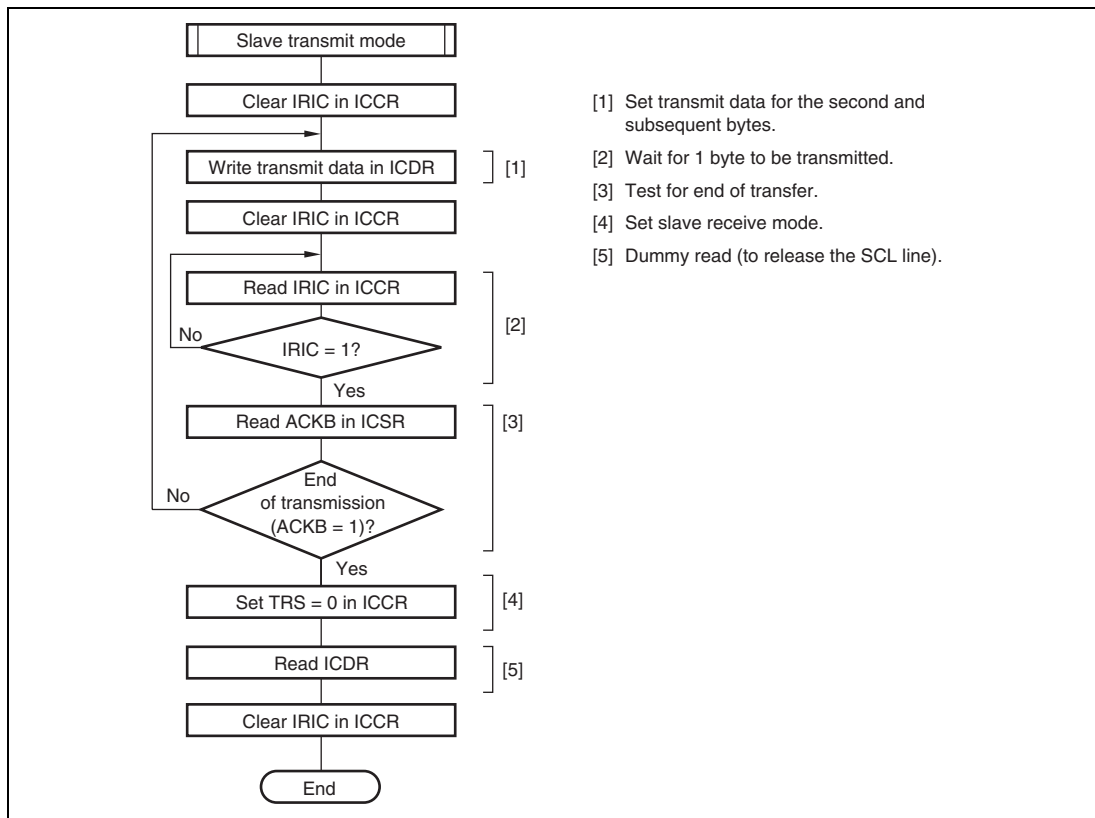 Slave transmit mode
Clear IRIC in ICCR
Write transmit data in ICDR
[1]
Clear IRIC in ICCR
Read IRIC in ICCR
[2]
No
IRIC = 1?
Yes
Read ACKB in ICSR
[3]
End
of transmission
(ACKB = 1)?
No
Yes
Set TRS = 0 in ICCR
[4]
Read ICDR
[5]
Clear IRIC in ICCR
End
[1] Set transmit data for the second and
subsequent bytes.
[2] Wait for 1 byte to be transmitted.
[3] Test for end of transfer.
[4] Set slave receive mode.
[5] Dummy read (to release the SCL line).